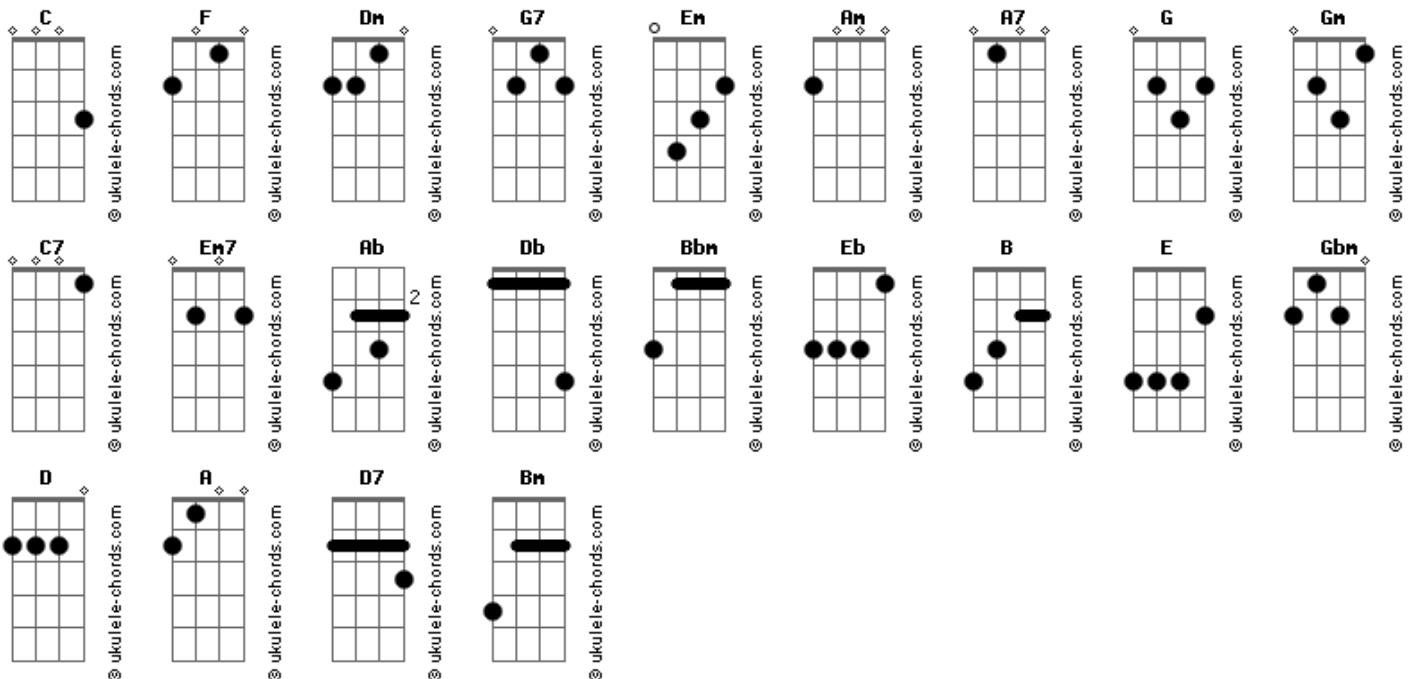 C F Dm G7 Em Am A7 G Gm
© ukulele-chords.com © ukulele-chords.com © ukulele-chords.com © ukulele-chords.com © ukulele-chords.com © ukulele-chords.com © ukulele-chords.com © ukulele-chords.com © ukulele-chords.com
C7 Em7 Ab Db Bbm Eb B E Gbm
2
© ukulele-chords.com © ukulele-chords.com © ukulele-chords.com © ukulele-chords.com © ukulele-chords.com © ukulele-chords.com © ukulele-chords.com © ukulele-chords.com © ukulele-chords.com
D A D7 Bm
© ukulele-chords.com © ukulele-chords.com © ukulele-chords.com © ukulele-chords.com